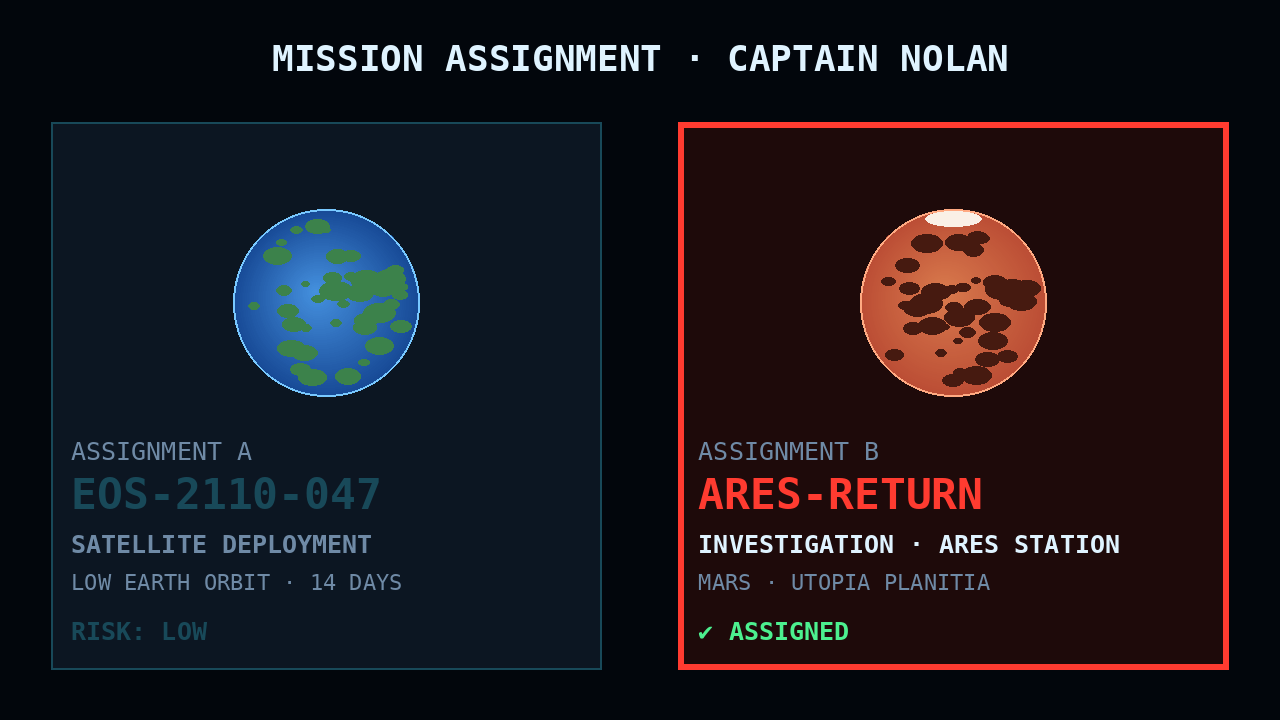 MISSION ASSIGNMENT · CAPTAIN NOLAN
ASSIGNMENT A
EOS-2110-047
SATELLITE DEPLOYMENT
LOW EARTH ORBIT · 14 DAYS
RISK: LOW
ASSIGNMENT B
ARES-RETURN
INVESTIGATION · ARES STATION
MARS · UTOPIA PLANITIA
✔ ASSIGNED